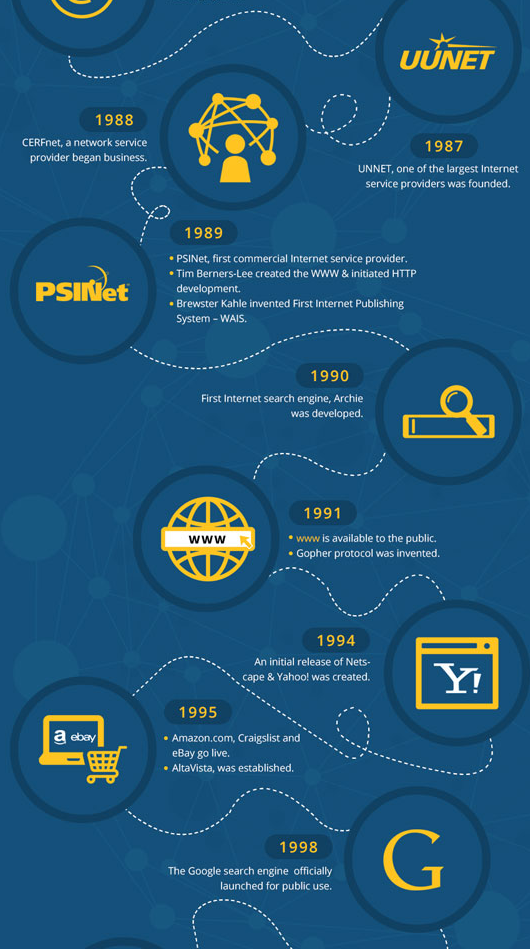 UUNET
1987
UNNET, one of the largest Internet
service providers was founded.
1988
CERFnet, a network service
provider began business.
PSINet
1989
• PSINet, first commercial Internet service provider.
• Tim Berners-Lee created the WWW & initiated HTTP
development.
• Brewster Kahle invented First Internet Publishing
System – WAIS.
1990
First Internet search engine, Archie
was developed.
www
1991
• www is available to the public.
• Gopher protocol was invented.
1994
An initial release of Nets-
cape & Yahoo! was created.
Y!
a ebay
1995
• Amazon.com, Craigslist and
eBay go live.
• AltaVista, was established.
1998
The Google search engine officially
launched for public use.
G